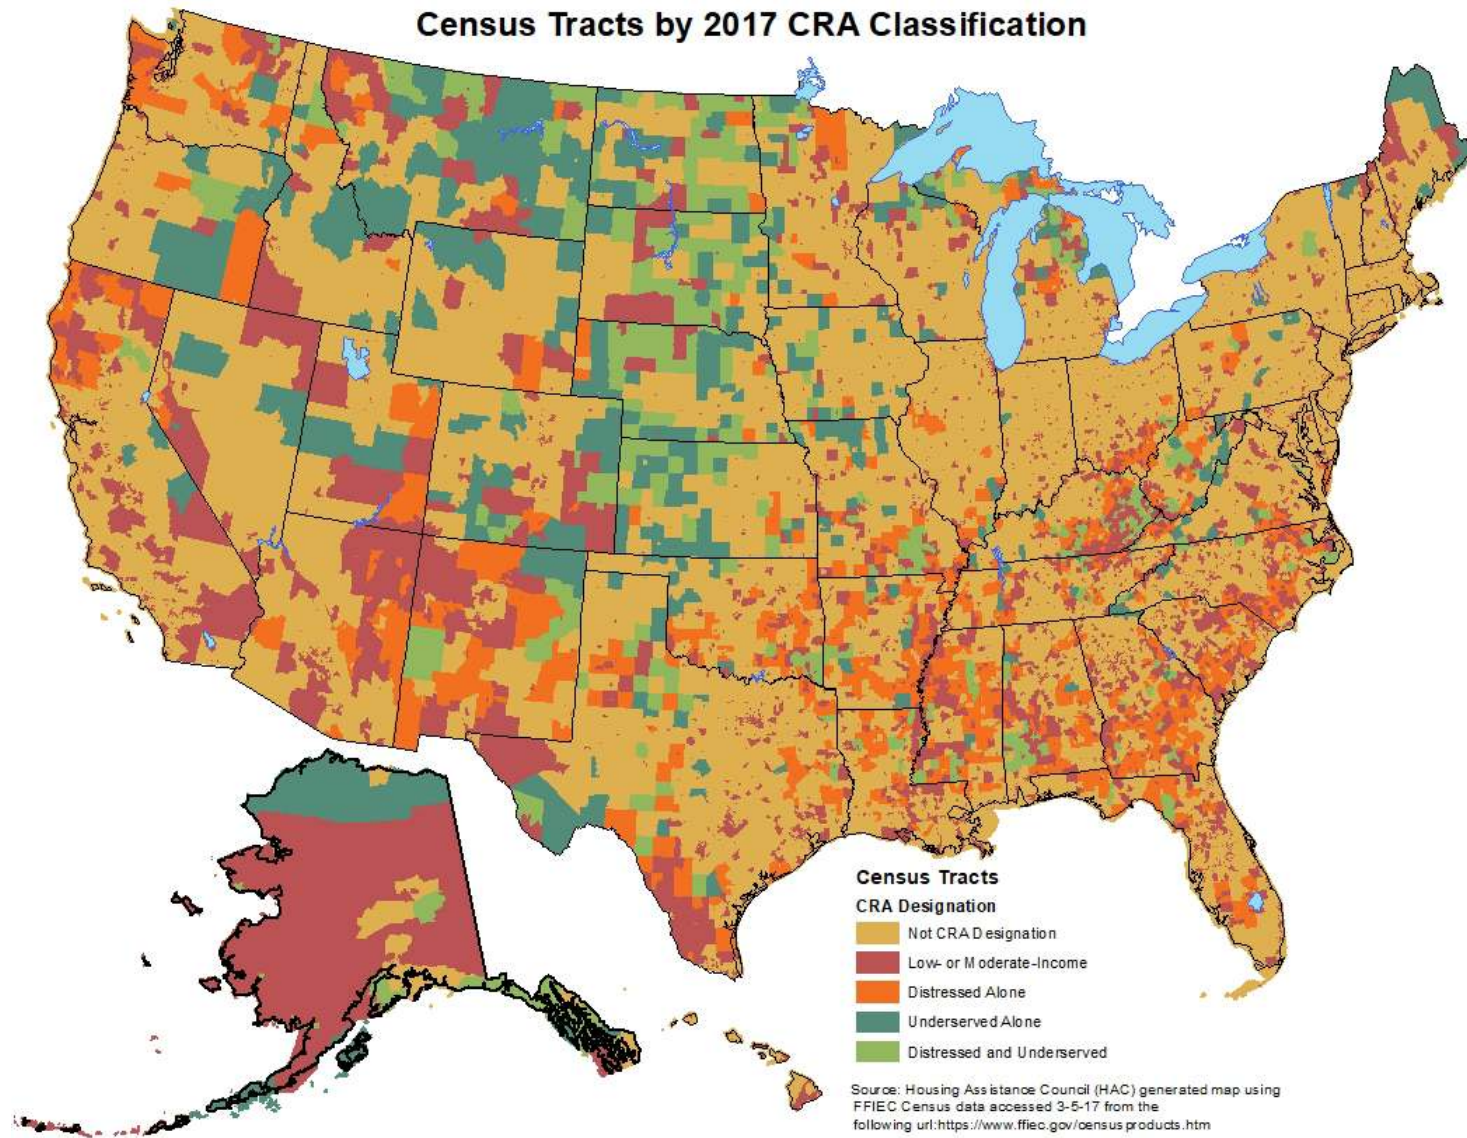 Census Tracts by 2017 CRA Classification
Census Tracts
CRA Designation
Not CRA Designation
Low- or Moderate-Income
Distressed Alone
Underserved Alone
Distressed and Underserved
Source: Housing Assistance Council (HAC) generated map using
FFIEC Census data accessed 3-5-17 from the
following url:https://www.ffiec.gov/censusproducts.htm